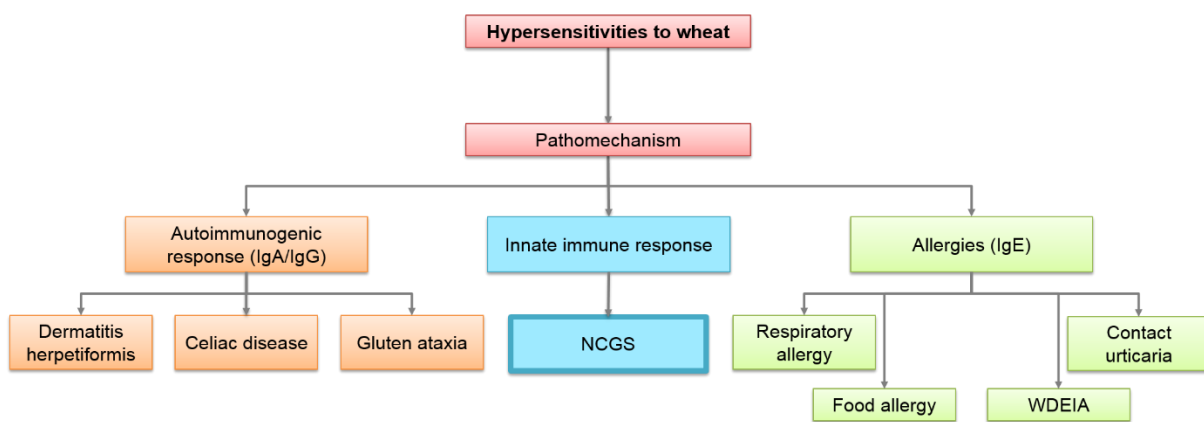 Hypersensitivities to wheat
Pathomechanism
Autoimmunogenic
response (IgA/IgG)
Innate immune response
Allergies (IgE)
Dermatitis
herpetiformis
Celiac disease
Gluten ataxia
NCGS
Respiratory
allergy
Contact
urticaria
Food allergy
WDEIA